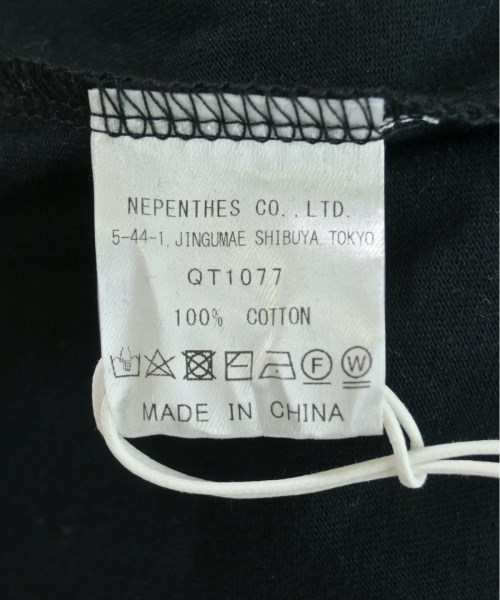 NEPENTHES CO.,LTD.
5-44-1, JINGUMAE SHIBUYA TOKYO
QT1077
100% COTTON
F W
MADE IN CHINA